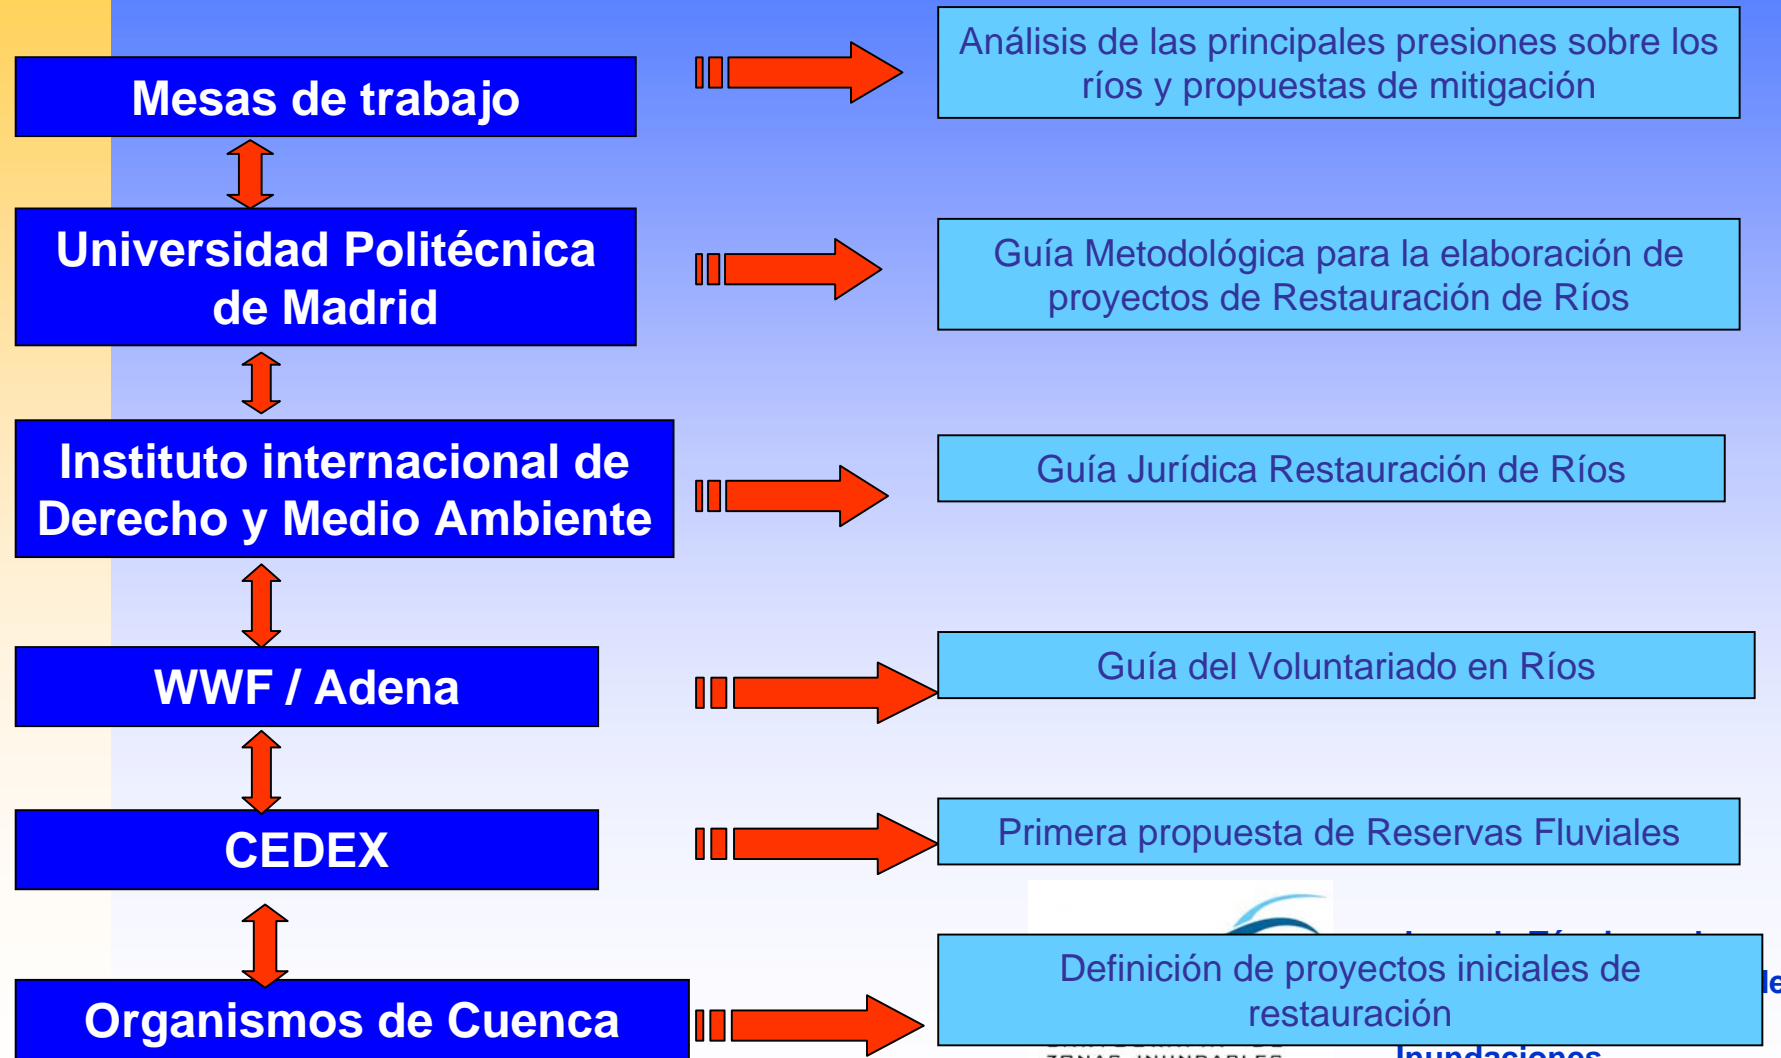 Mesas de trabajo
Análisis de las principales presiones sobre los
ríos y propuestas de mitigación
Universidad Politécnica
de Madrid
Guía Metodológica para la elaboración de
proyectos de Restauración de Ríos
Instituto internacional de
Derecho y Medio Ambiente
Guía Jurídica Restauración de Ríos
WWF / Adena
Guía del Voluntariado en Ríos
CEDEX
Primera propuesta de Reservas Fluviales
Organismos de Cuenca
Definición de proyectos iniciales de
restauración
ZONAS INUNDABLES
Inundaciones